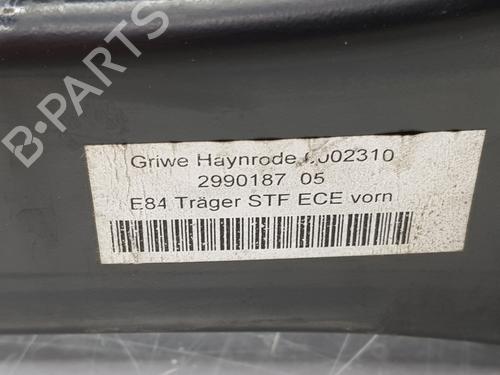 Griwe Haynrode
2990187 05
E84 Träger STF ECE vorn
B-PARTS